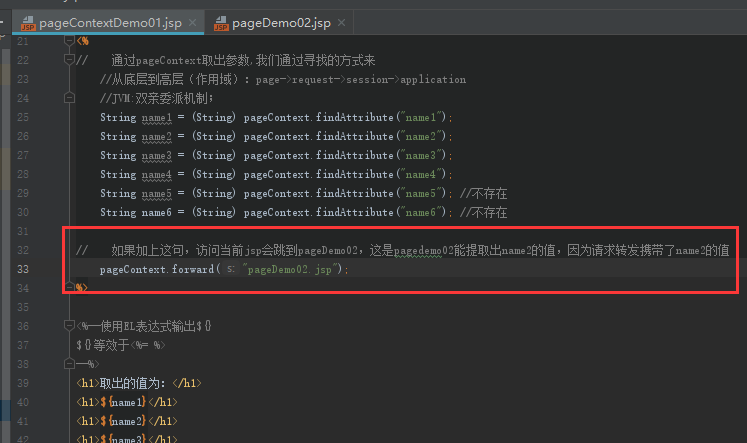 pageContextDemo01.jsp × pageDemo02.jsp ×
21 <%
22 // 通过pageContext取出参数.我们通过寻找的方式来
23 //从底层到高层（作用域）：page->request->session->application
24 //JVM:双亲委派机制；
25 String name1 = (String) pageContext.findAttribute("name1");
26 String name2 = (String) pageContext.findAttribute("name2");
27 String name3 = (String) pageContext.findAttribute("name3");
28 String name4 = (String) pageContext.findAttribute("name4");
29 String name5 = (String) pageContext.findAttribute("name5"); //不存在
30 String name6 = (String) pageContext.findAttribute("name6"); //不存在
31
32 // 如果加上这句，访问当前jsp会跳到pageDemo02，这是pagedemo02能提取出name2的值，因为请求转发携带了name2的值
33 pageContext.forward( s: "pageDemo02.jsp");
34 %>
35
36 <%--使用EL表达式输出${}
37 ${}等效于<%= %>
38 --%>
39 <h1>取出的值为：</h1>
40 <h1>${name1}</h1>
41 <h1>${name2}</h1>
42 <h1>${name3}</h1>